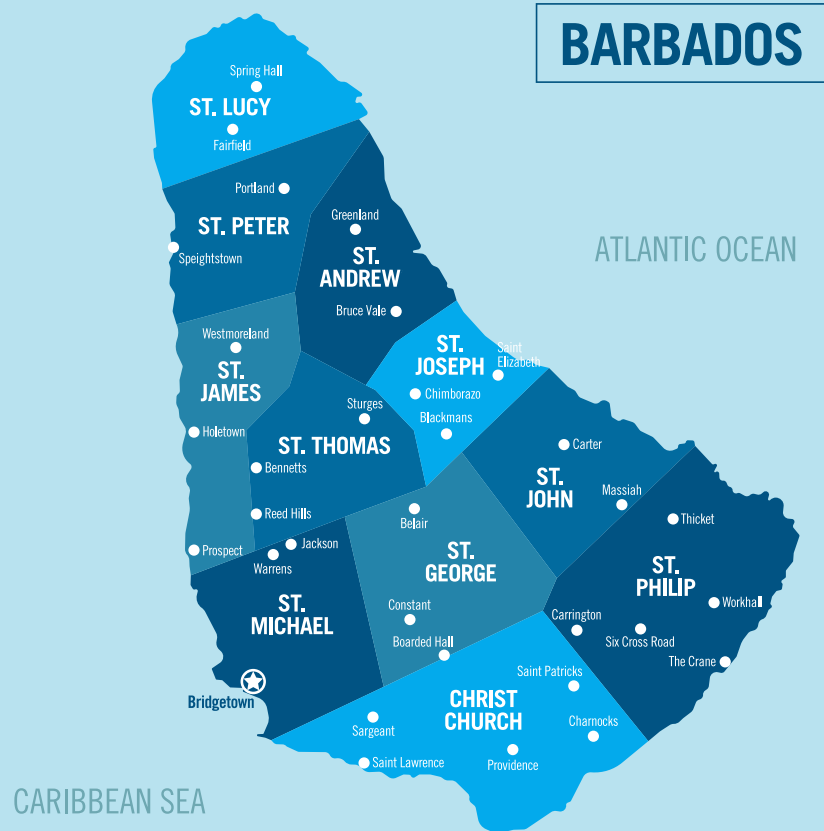 BARBADOS
Spring Hall
ST. LUCY
Fairfield
Portland
ST. PETER
Speightstown
Greenland
ST.
ANDREW
Bruce Vale
ATLANTIC OCEAN
Westmoreland
ST.
JAMES
Holetown
Prospect
ST.
JOSEPH
Saint
Elizabeth
Chimborazo
Blackmans
Sturges
ST. THOMAS
Bennetts
Reed Hills
Carter
ST.
JOHN
Massiah
Belair
ST.
GEORGE
Constant
Boarded Hall
Jackson
Warrens
ST.
MICHAEL
Bridgetown
Thicket
ST.
PHILIP
Workhall
Carrington
Six Cross Road
The Crane
Saint Patricks
CHRIST
CHURCH
Charnocks
Sargeant
Saint Lawrence
Providence
CARIBBEAN SEA